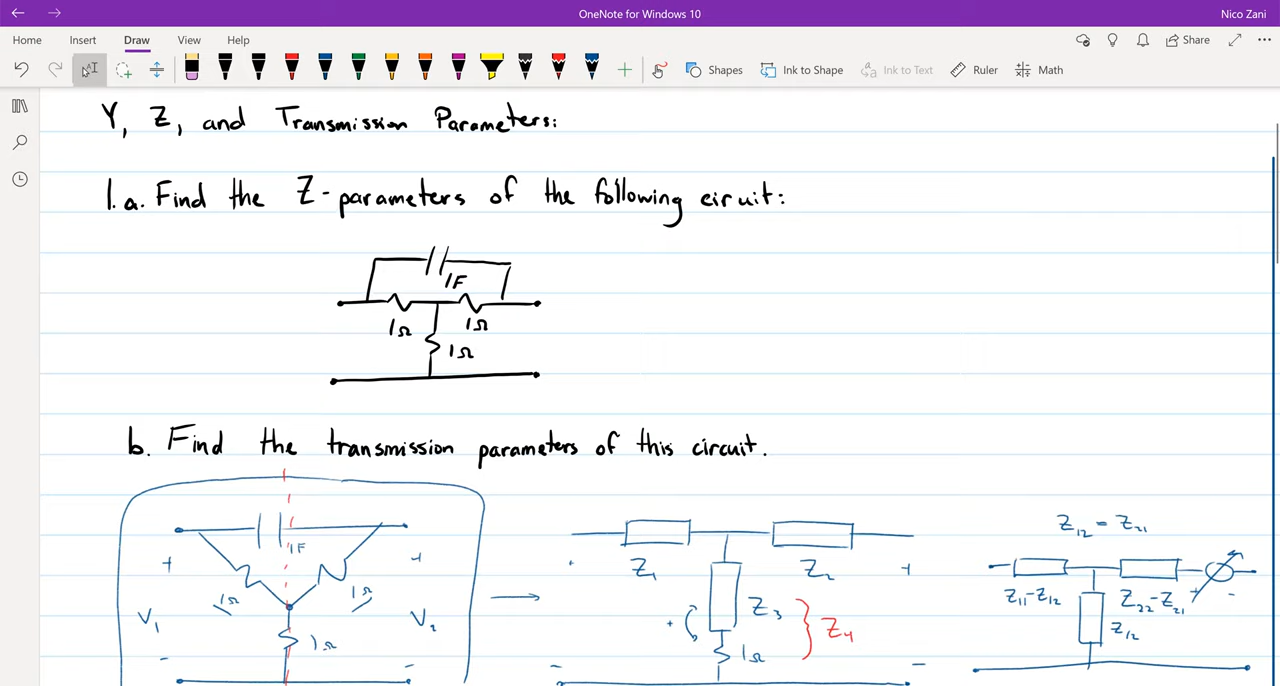 OneNote for Windows 10
Nico Zani
Home Insert Draw View Help
Share
Shapes Ink to Shape Ink to Text Ruler Math
Y, Z, and Transmission Parameters:
1.a. Find the Z-parameters of the following circuit:
1F
1Ω 1Ω
1Ω
b. Find the transmission parameters of this circuit.
1F
+ +
1Ω 1Ω
V₁ V₂
1Ω
- -
Z₁ Z₂
+
Z₃
+
Z₄
1Ω
- -
Z₁₂ = Z₂₁
Z₁₁-Z₁₂ Z₂₂-Z₂₁
+ -
Z₁₂